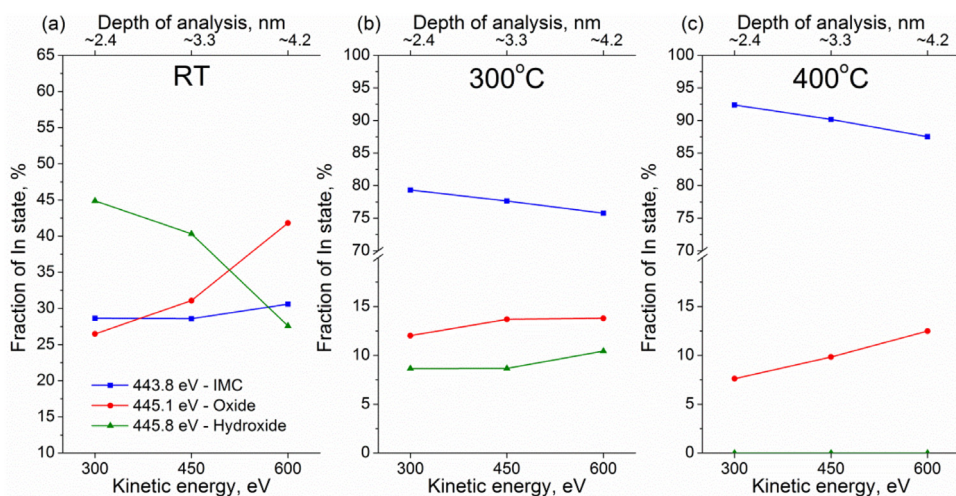 (a) Depth of analysis, nm
~2.4 ~3.3 ~4.2
RT
Fraction of In state, %
65
60
55
50
45
40
35
30
25
20
15
10
443.8 eV - IMC
445.1 eV - Oxide
445.8 eV - Hydroxide
300 450 600
Kinetic energy, eV
(b) Depth of analysis, nm
~2.4 ~3.3 ~4.2
300°C
Fraction of In state, %
100
95
90
85
80
75
70
15
10
5
0
300 450 600
Kinetic energy, eV
(c) Depth of analysis, nm
~2.4 ~3.3 ~4.2
400°C
Fraction of In state, %
100
95
90
85
80
75
70
15
10
5
0
300 450 600
Kinetic energy, eV